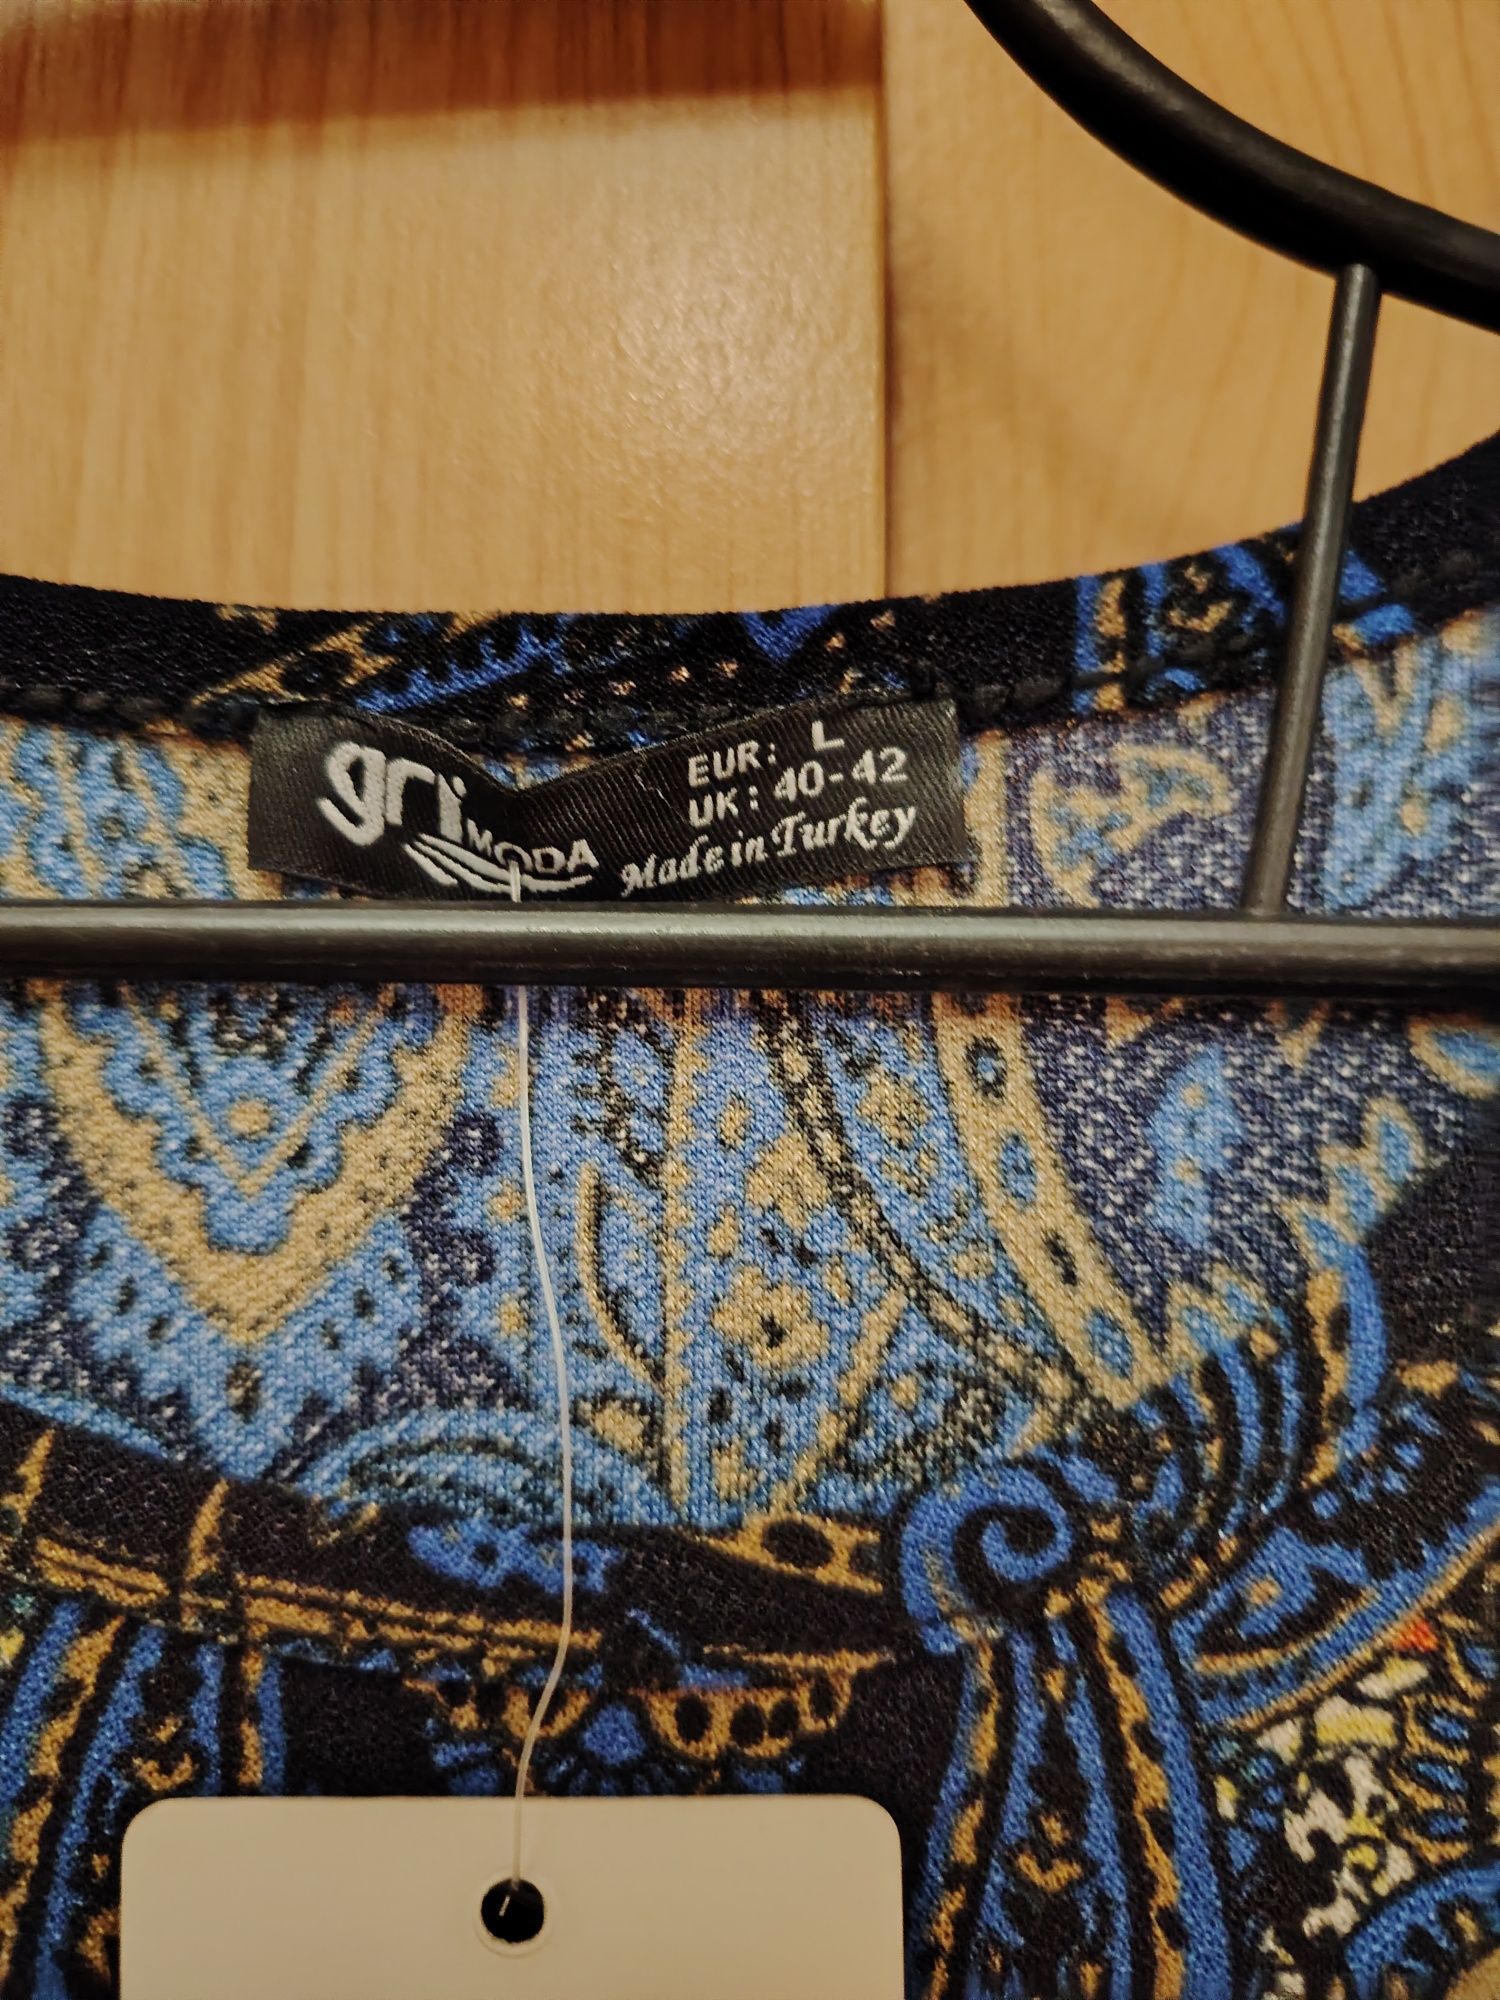 gri
MODA
EUR: L
UK: 40-42
Made in Turkey